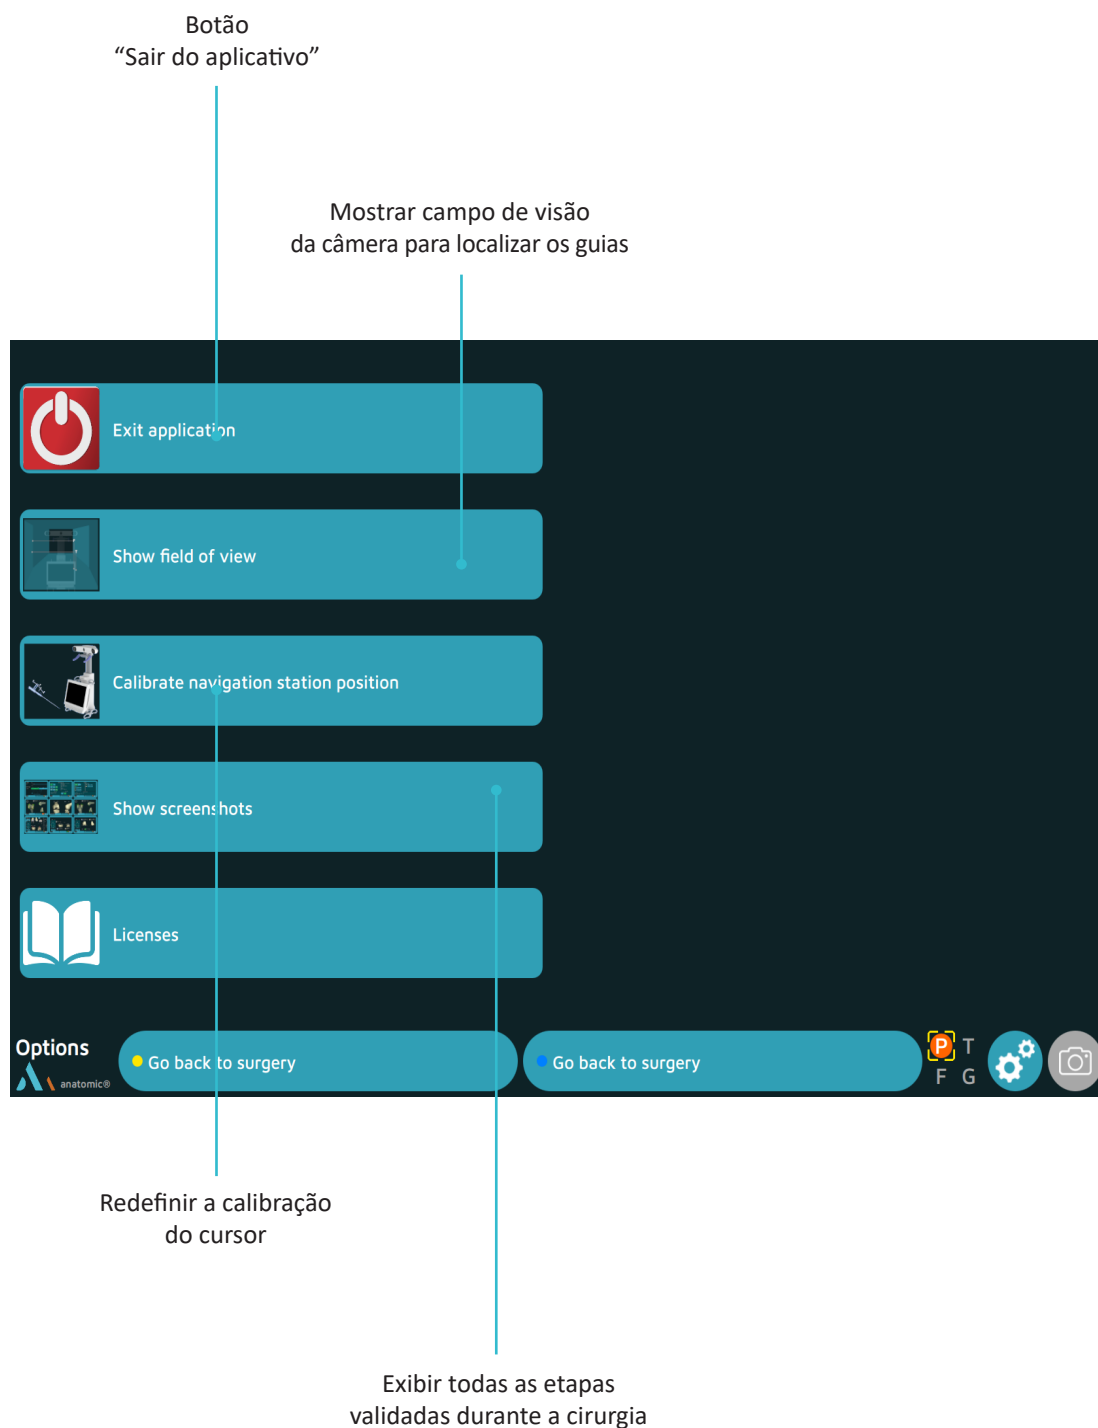 Botão
“Sair do aplicativo”
Mostrar campo de visão
da câmera para localizar os guias
Exit application
Show field of view
Calibrate navigation station position
Show screenshots
Licenses
Options
anatomic®
Go back to surgery
Go back to surgery
P T
F G
Redefinir a calibração
do cursor
Exibir todas as etapas
validadas durante a cirurgia